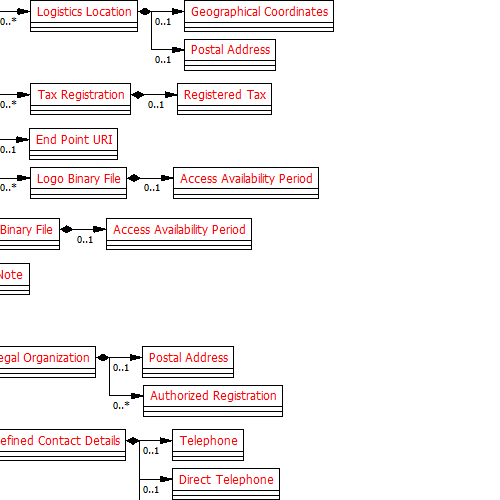 Logistics Location
Geographical Coordinates
0..*
0..1
Postal Address
0..1
Tax Registration
Registered Tax
0..*
0..1
End Point URI
0..1
Logo Binary File
Access Availability Period
0..*
0..1
Binary File
Access Availability Period
0..1
Note
egal Organization
Postal Address
0..1
Authorized Registration
0..*
efined Contact Details
Telephone
0..1
Direct Telephone
0..1